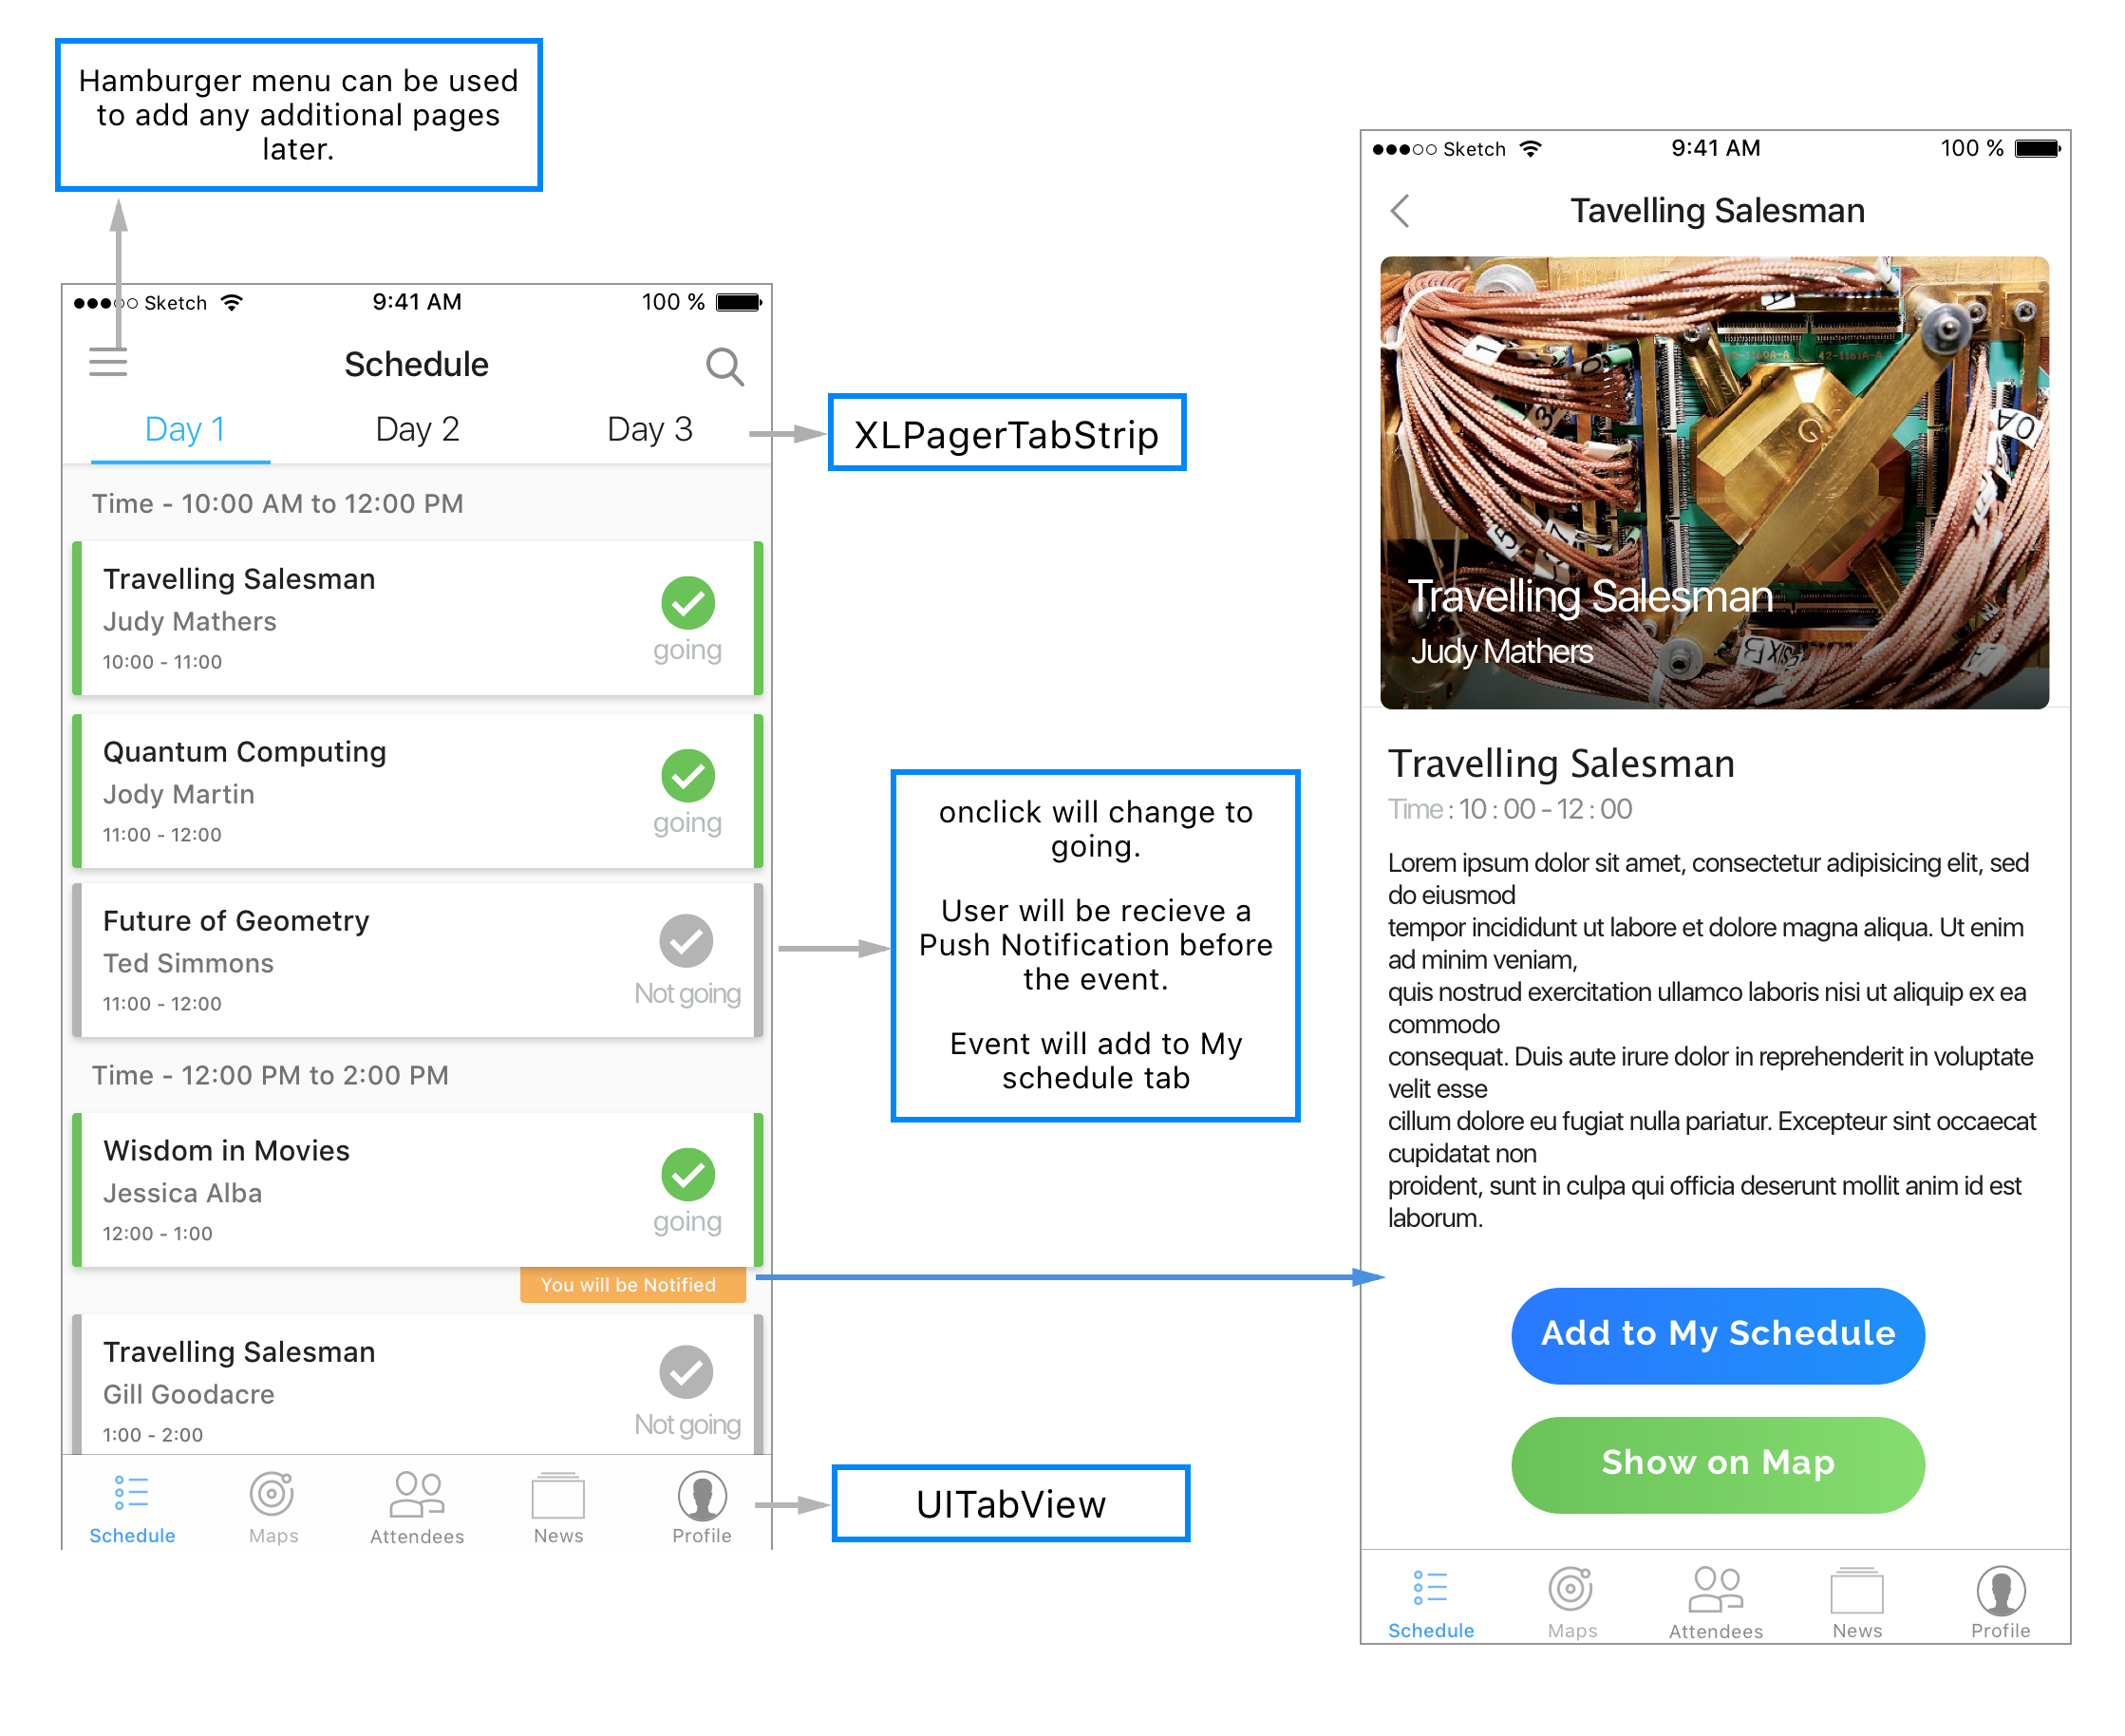 Hamburger menu can be used
to add any additional pages
later.
Sketch 9:41 AM 100 %
Schedule
Day 1 Day 2 Day 3
XLPagerTabStrip
Time - 10:00 AM to 12:00 PM
Travelling Salesman
Judy Mathers
10:00 - 11:00
going
Quantum Computing
Jody Martin
11:00 - 12:00
going
Future of Geometry
Ted Simmons
11:00 - 12:00
Not going
onclick will change to
going.
User will be recieve a
Push Notification before
the event.
Event will add to My
schedule tab
Time - 12:00 PM to 2:00 PM
Wisdom in Movies
Jessica Alba
12:00 - 1:00
going
You will be Notified
Travelling Salesman
Gill Goodacre
1:00 - 2:00
Not going
Schedule Maps Attendees News Profile
UITabView
Sketch 9:41 AM 100 %
Tavelling Salesman
42-1160A-A 42-1161A-A
G
Travelling Salesman
Judy Mathers
Travelling Salesman
Time : 10 : 00 - 12 : 00
Lorem ipsum dolor sit amet, consectetur adipisicing elit, sed
do eiusmod
tempor incididunt ut labore et dolore magna aliqua. Ut enim
ad minim veniam,
quis nostrud exercitation ullamco laboris nisi ut aliquip ex ea
commodo
consequat. Duis aute irure dolor in reprehenderit in voluptate
velit esse
cillum dolore eu fugiat nulla pariatur. Excepteur sint occaecat
cupidatat non
proident, sunt in culpa qui officia deserunt mollit anim id est
laborum.
Add to My Schedule
Show on Map
Schedule Maps Attendees News Profile